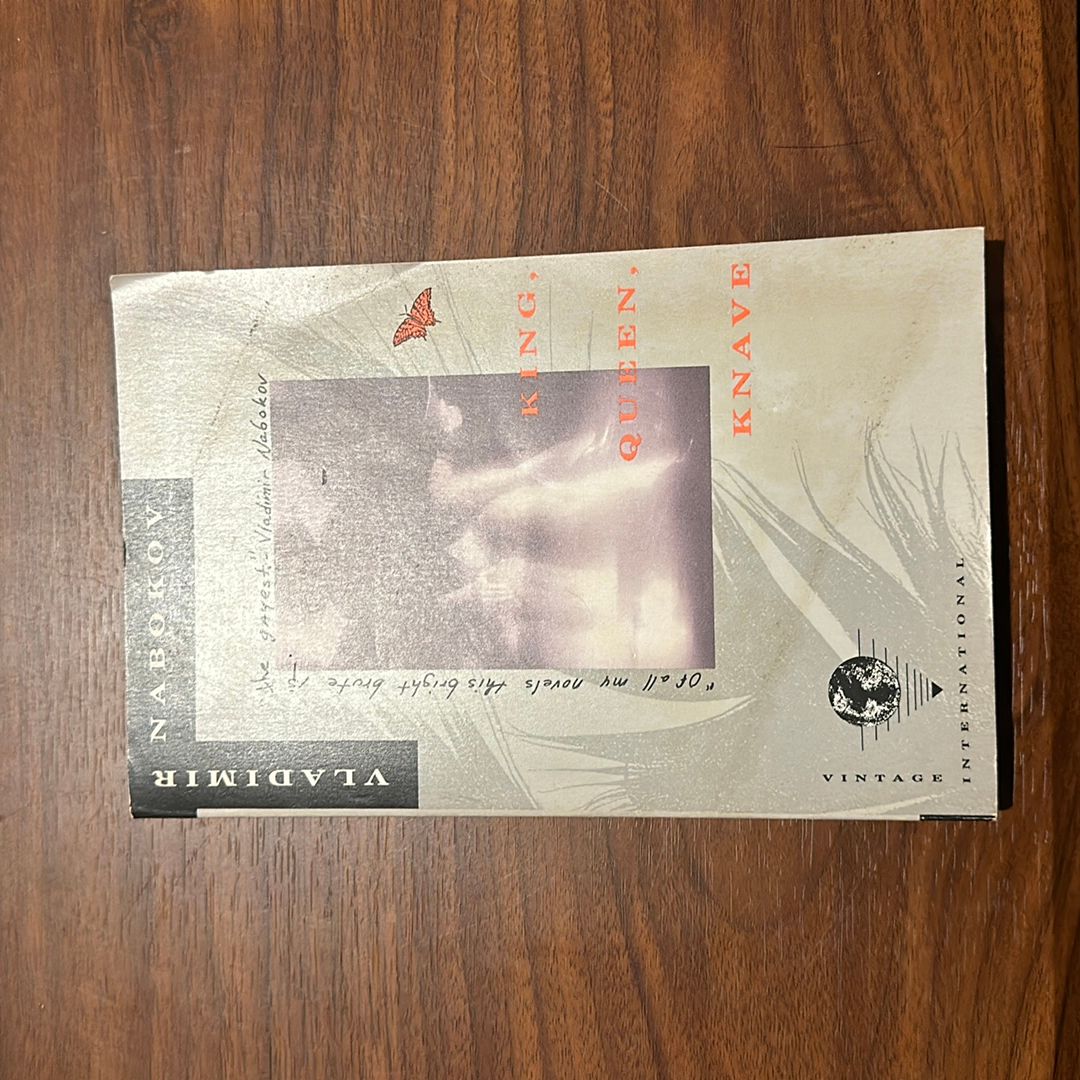 VLADIMIR
NABOKOV
"Of all my novels this bright brute is
the gayest."-Vladimir Nabokov
KING,
QUEEN,
KNAVE
VINTAGE
INTERNATIONAL